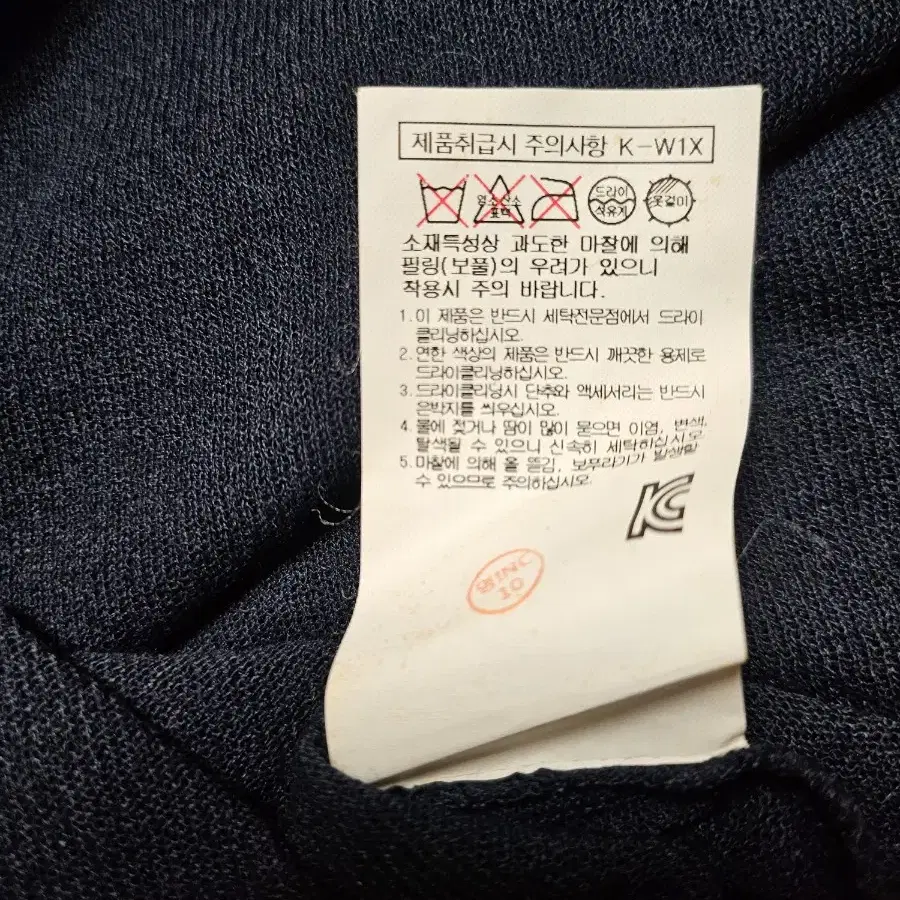 제품취급시 주의사항 K-W1X
염소산소 표백
드라이 석유계
옷걸이
소재특성상 과도한 마찰에 의해
필링(보풀)의 우려가 있으니
착용시 주의 바랍니다.
1.이 제품은 반드시 세탁전문점에서 드라이
클리닝하십시오.
2.연한 색상의 제품은 반드시 깨끗한 용제로
드라이클리닝하십시오.
3.드라이클리닝시 단추와 액세서리는 반드시
은박지를 씌우십시오.
4.물에 젖거나 땀이 많이 묻으면 이염, 변색,
탈색될 수 있으니 신속히 세탁하십시오
5.마찰에 의해 올 뜯김, 보푸라기가 발생할
수 있으므로 주의하십시오.
KC
INC
10